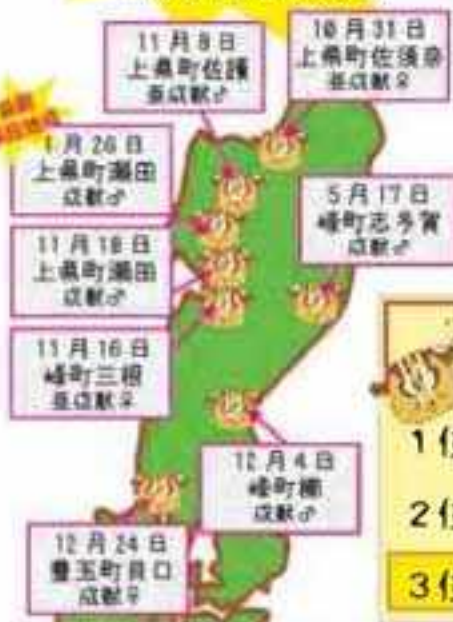 10月31日
上県町佐須奈
亜成獣♀
11月8日
上県町佐護
亜成獣♂
1月26日
上県町瀬田
成獣♂
5月17日
峰町志多賀
成獣♂
11月18日
上県町瀬田
成獣♂
11月16日
峰町三根
亜成獣♀
12月4日
峰町櫛
成獣♂
12月24日
豊玉町貝口
成獣♀
1位
2位
3位